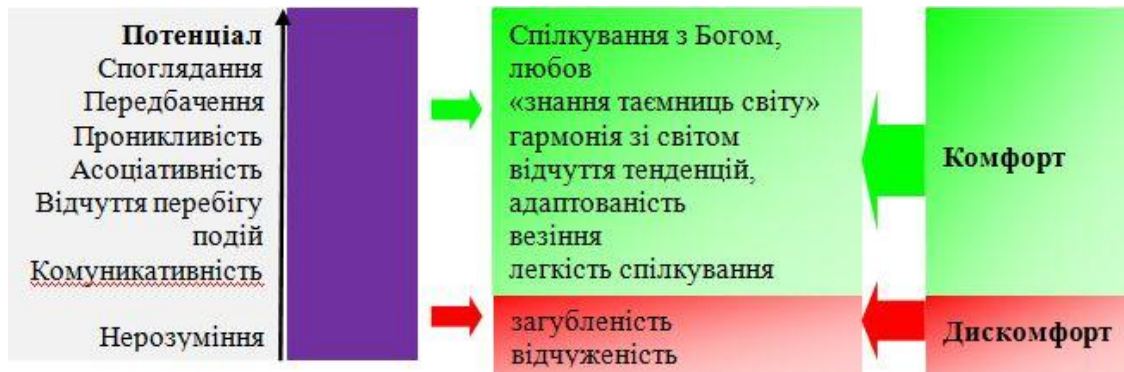 Потенціал
Споглядання
Передбачення
Проникливість
Асоціативність
Відчуття перебігу
подій
Комуникативність
Нерозуміння
Спілкування з Богом,
любов
«знання таємниць світу»
гармонія зі світом
відчуття тенденцій,
адаптованість
везіння
легкість спілкування
загубленість
відчуженість
Комфорт
Дискомфорт